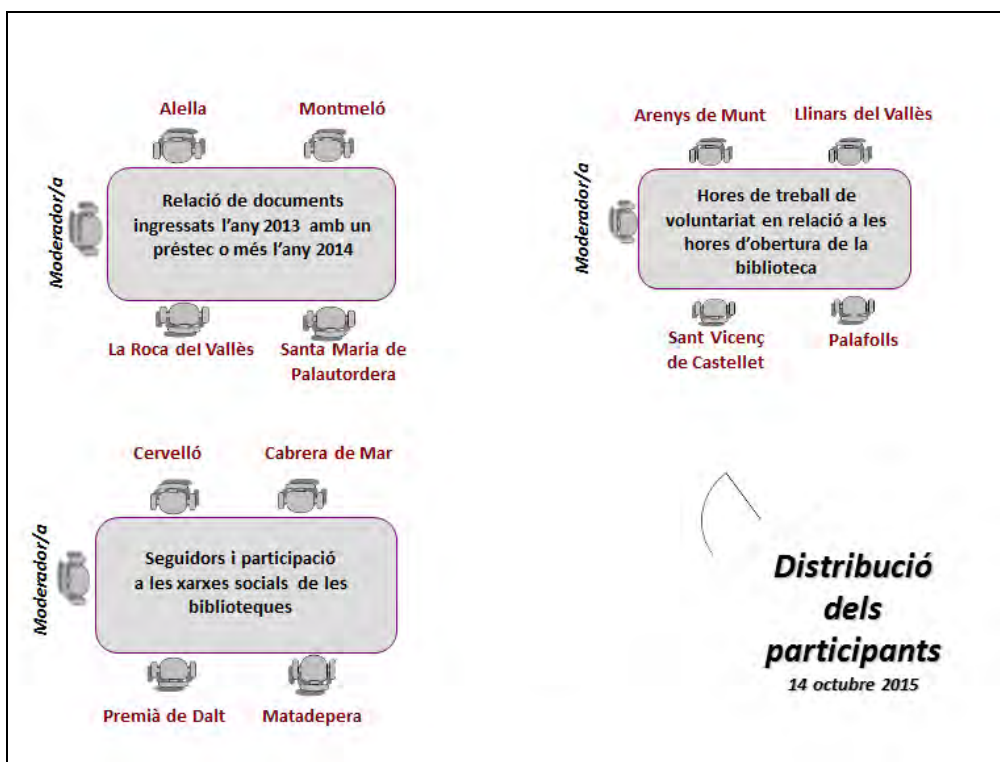 Alella
Montmeló
Moderador/a
Relació de documents
ingressats l'any 2013 amb un
préstec o més l'any 2014
La Roca del Vallès
Santa Maria de
Palautordera
Arenys de Munt
Llinars del Vallès
Moderador/a
Hores de treball de
voluntariat en relació a les
hores d'obertura de la
biblioteca
Sant Vicenç
de Castellet
Palafolls
Cervelló
Cabrera de Mar
Moderador/a
Seguidors i participació
a les xarxes socials de les
biblioteques
Premià de Dalt
Matadepera
Distribució
dels
participants
14 octubre 2015